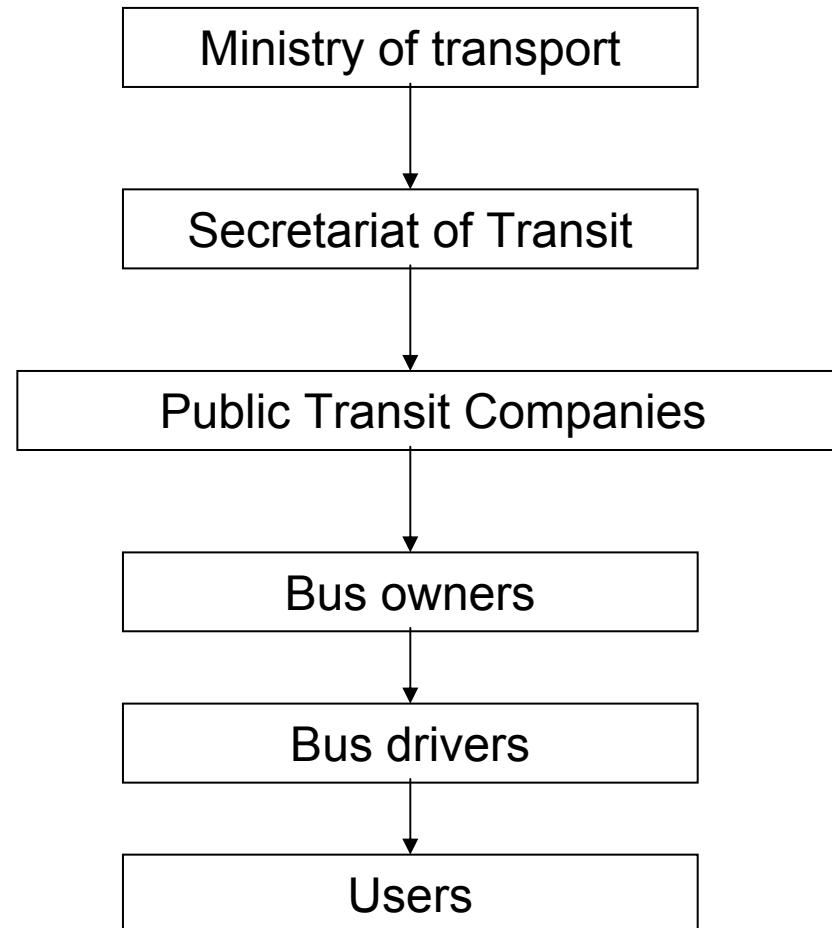 Ministry of transport
Secretariat of Transit
Public Transit Companies
Bus owners
Bus drivers
Users